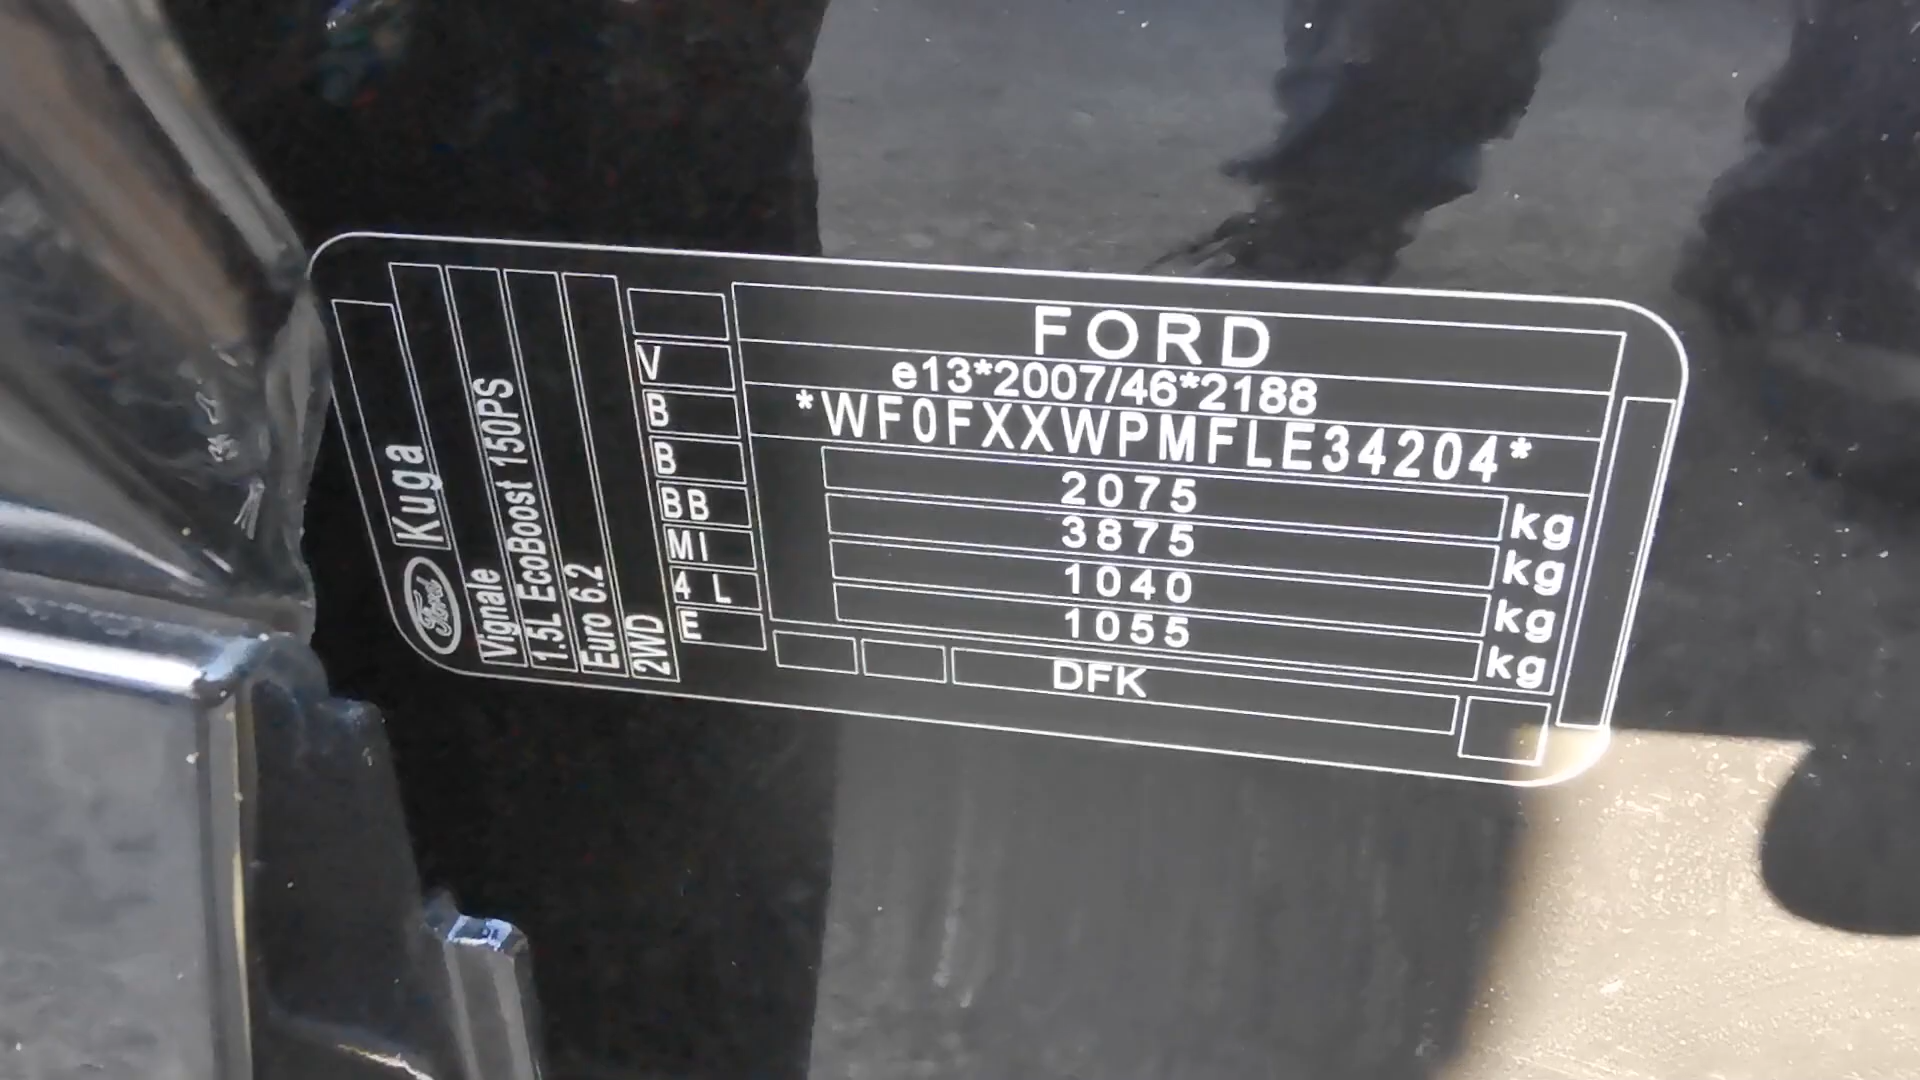 FORD
e13*2007/46*2188
*WF0FXXWPMFLE34204*
2075 kg
3875 kg
1040 kg
1055 kg
DFK
V
B
B
BB
MI
4 L
E
Ford Kuga
Vignale
1.5L EcoBoost 150PS
Euro 6.2
2WD